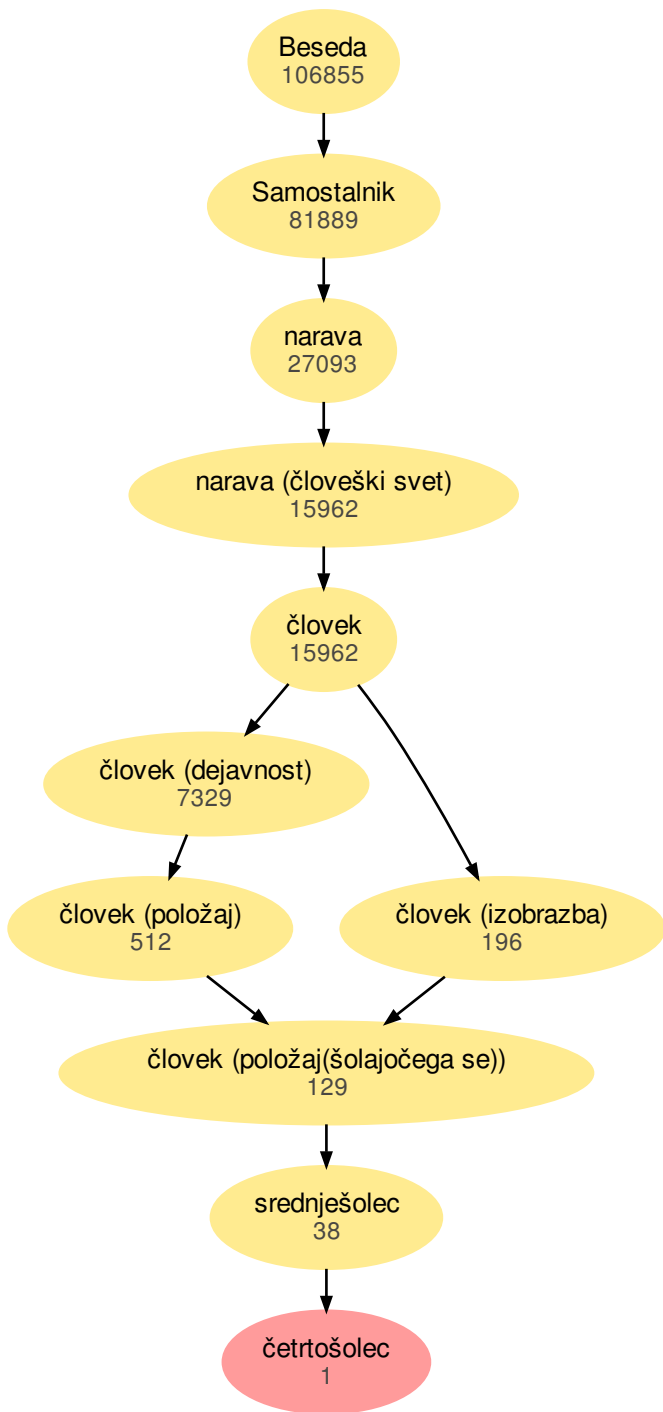 Beseda
106855
Samostalnik
81889
narava
27093
narava (človeški svet)
15962
človek
15962
človek (dejavnost)
7329
človek (položaj)
512
človek (izobrazba)
196
človek (položaj(šolajočega se))
129
srednješolec
38
četrtošolec
1